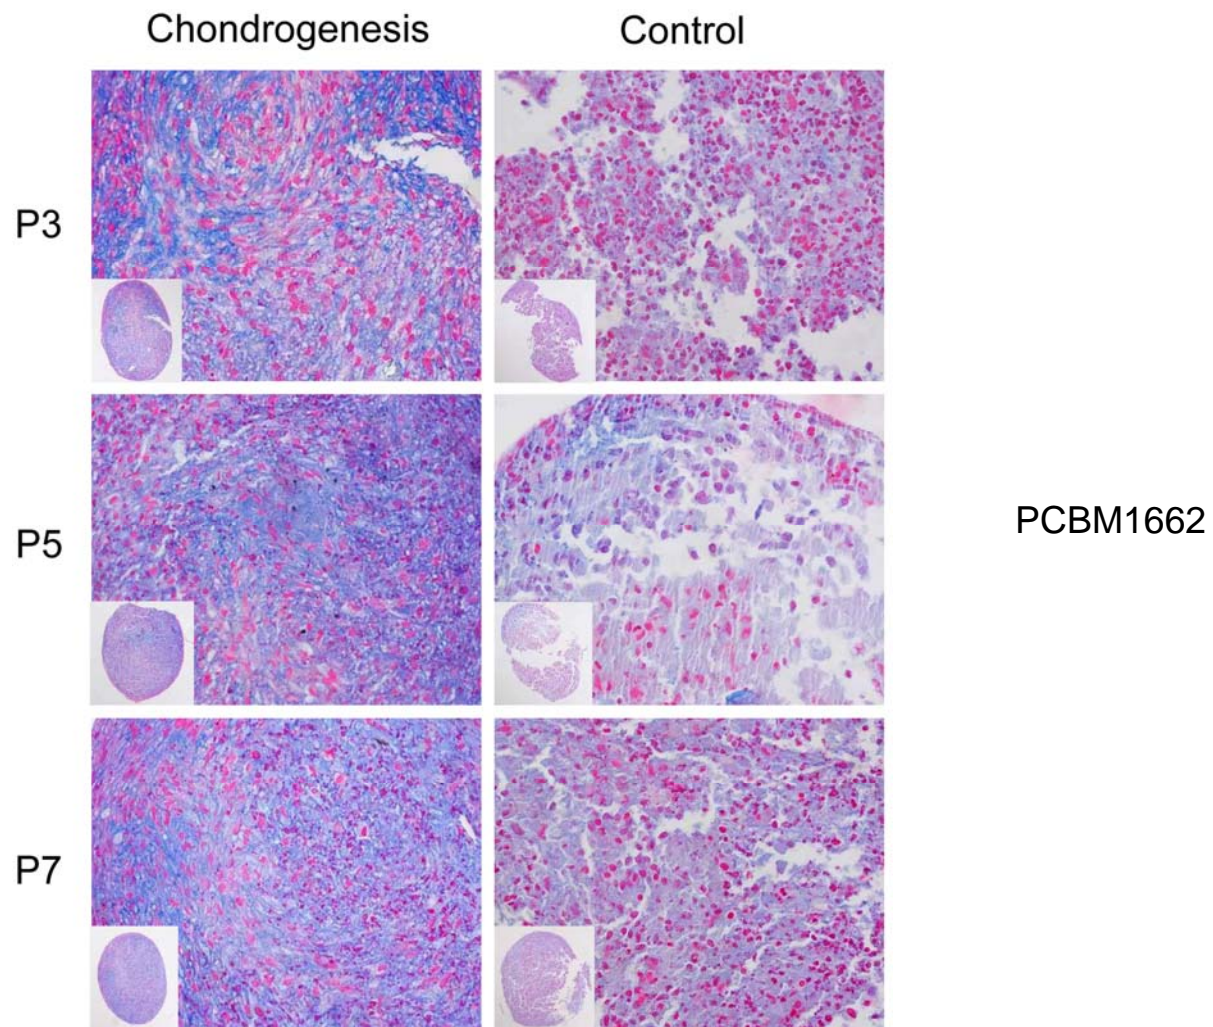 Chondrogenesis
Control
P3
P5
PCBM1662
P7